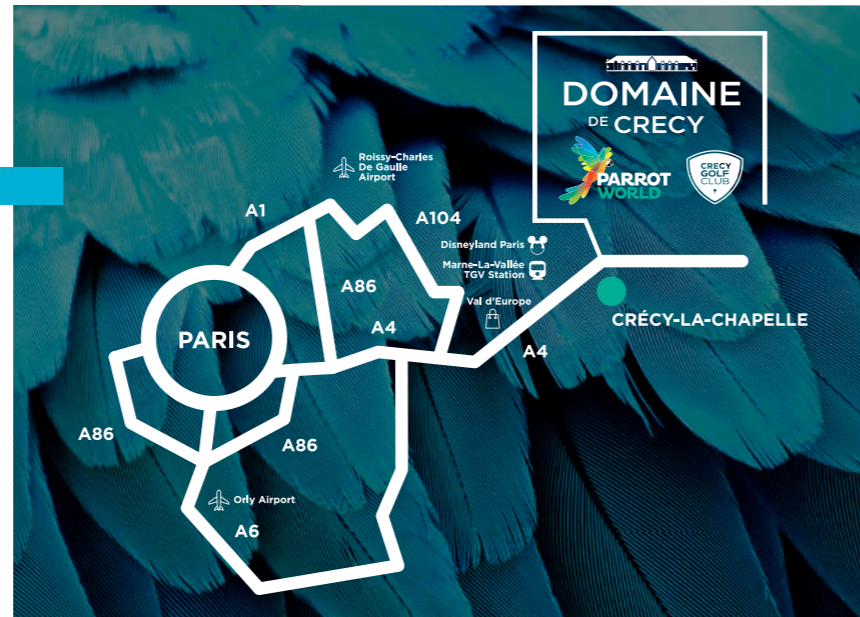 DOMAINE
DE CRECY
PARROT
WORLD
CRECY
GOLF
CLUB
Roissy-Charles
De Gaulle
Airport
A1
A104
Disneyland Paris
Marne-La-Vallée
TGV Station
A86
Val d'Europe
CRÉCY-LA-CHAPELLE
A4
PARIS
A4
A86
A86
Orly Airport
A6